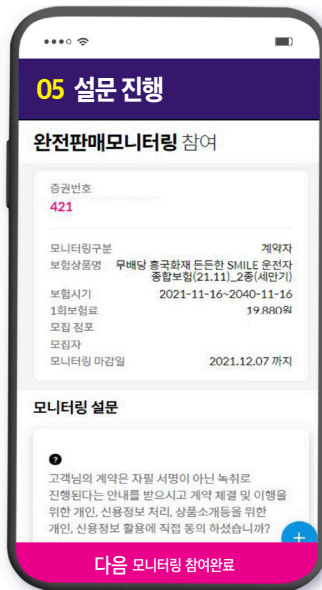 05 설문 진행
완전판매모니터링 참여
증권번호
421
모니터링구분 계약자
보험상품명 무배당 흥국화재 든든한 SMILE 운전자
종합보험(21.11)_2종(세만기)
보험시기 2021-11-16~2040-11-16
1회보험료 19,880원
모집 점포
모집자
모니터링 마감일 2021.12.07 까지
모니터링 설문
?
고객님의 계약은 자필 서명이 아닌 녹취로
진행된다는 안내를 받으시고 계약 체결 및 이행을
위한 개인, 신용정보 처리, 상품소개등을 위한
개인, 신용정보 활용에 직접 동의 하셨습니까?
+
다음 모니터링 참여완료